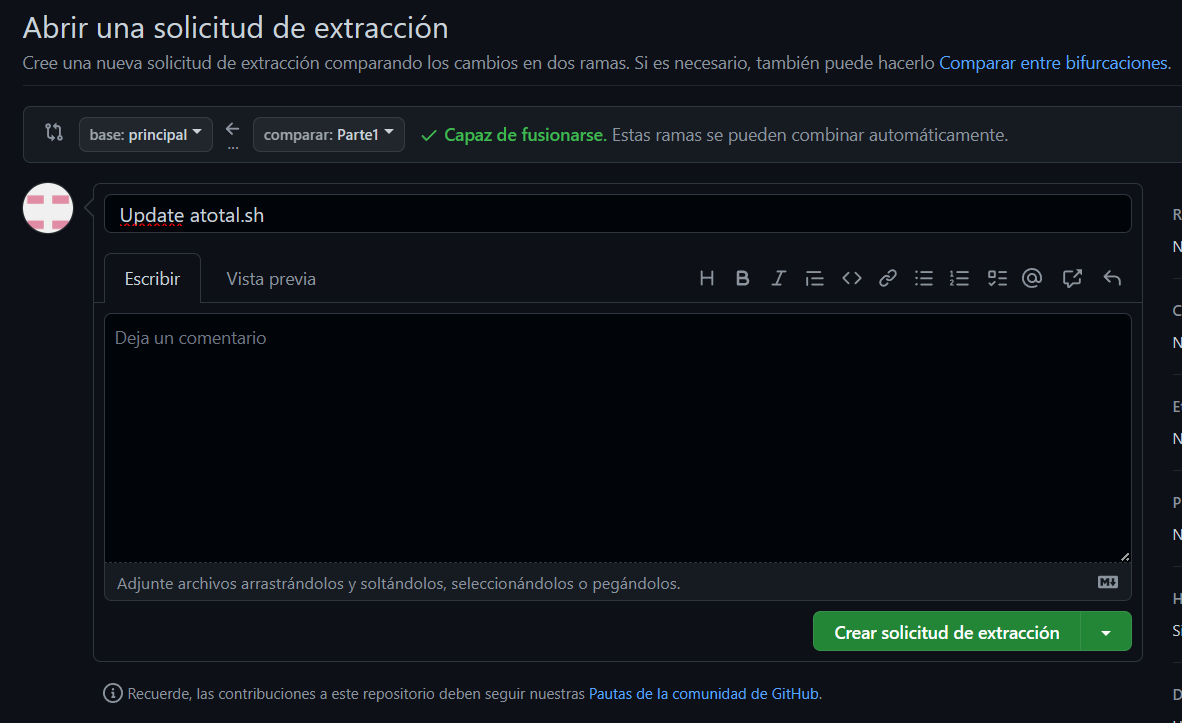 Abrir una solicitud de extracción
Cree una nueva solicitud de extracción comparando los cambios en dos ramas. Si es necesario, también puede hacerlo Comparar entre bifurcaciones.
base: principal
...
comparar: Parte1
Capaz de fusionarse. Estas ramas se pueden combinar automáticamente.
Update atotal.sh
Escribir
Vista previa
Deja un comentario
Adjunte archivos arrastrándolos y soltándolos, seleccionándolos o pegándolos.
Crear solicitud de extracción
Recuerde, las contribuciones a este repositorio deben seguir nuestras Pautas de la comunidad de GitHub.